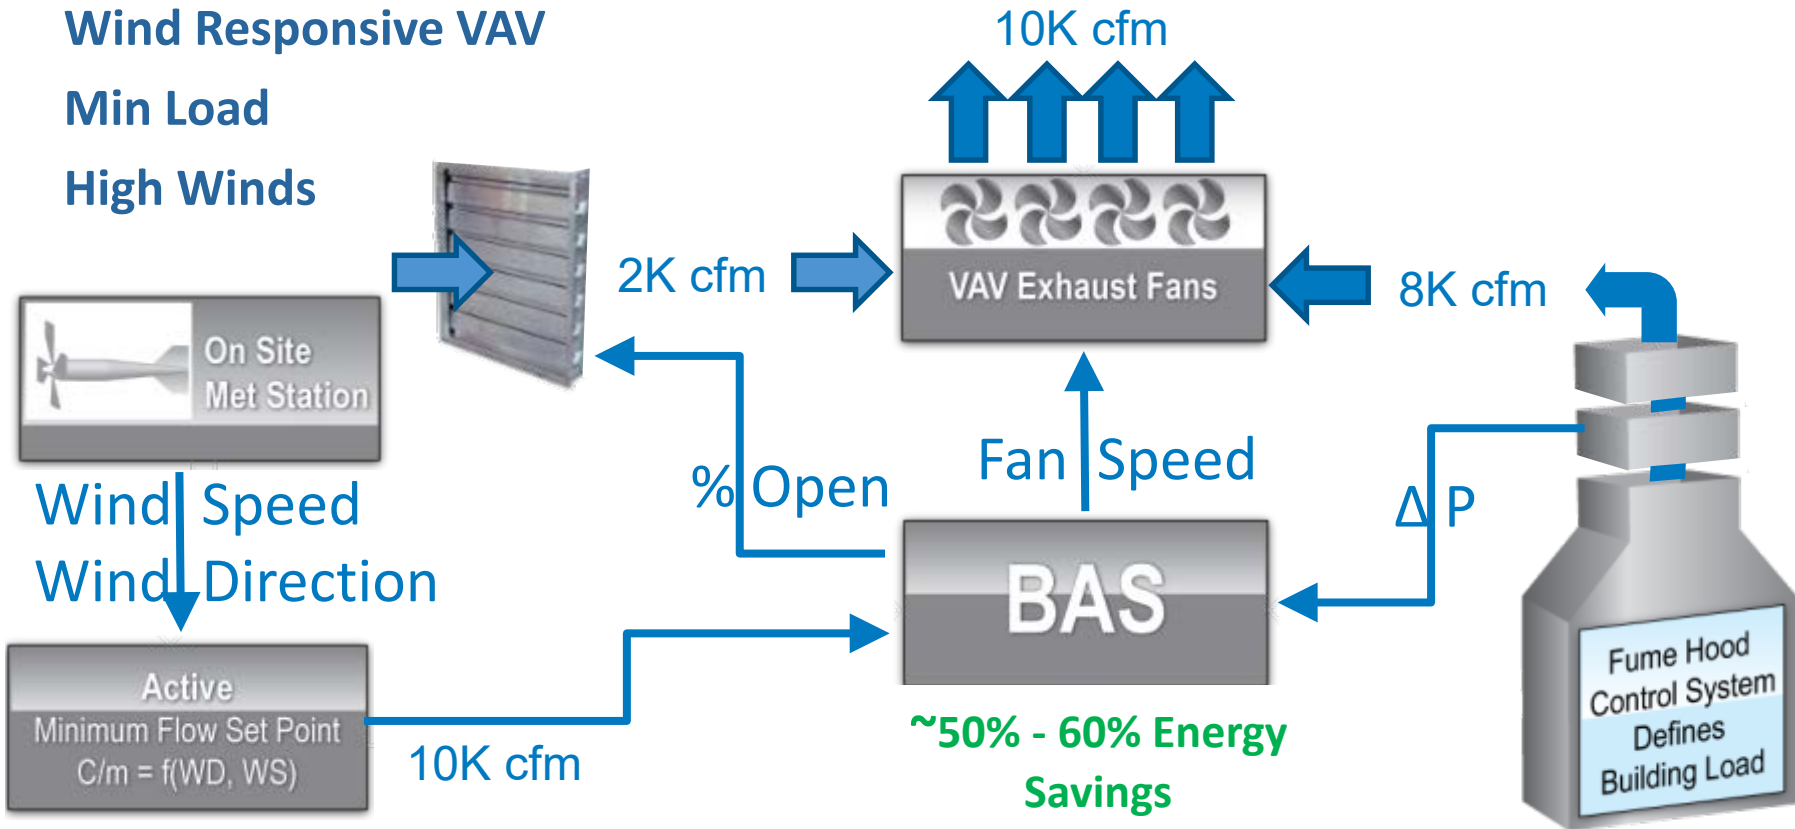 Wind Responsive VAV
Min Load
High Winds
10K cfm
VAV Exhaust Fans
2K cfm
8K cfm
On Site
Met Station
% Open
Fan Speed
Δ P
Wind Speed
Wind Direction
BAS
Active
Minimum Flow Set Point
C/m = f(WD, WS)
10K cfm
~50% - 60% Energy
Savings
Fume Hood
Control System
Defines
Building Load